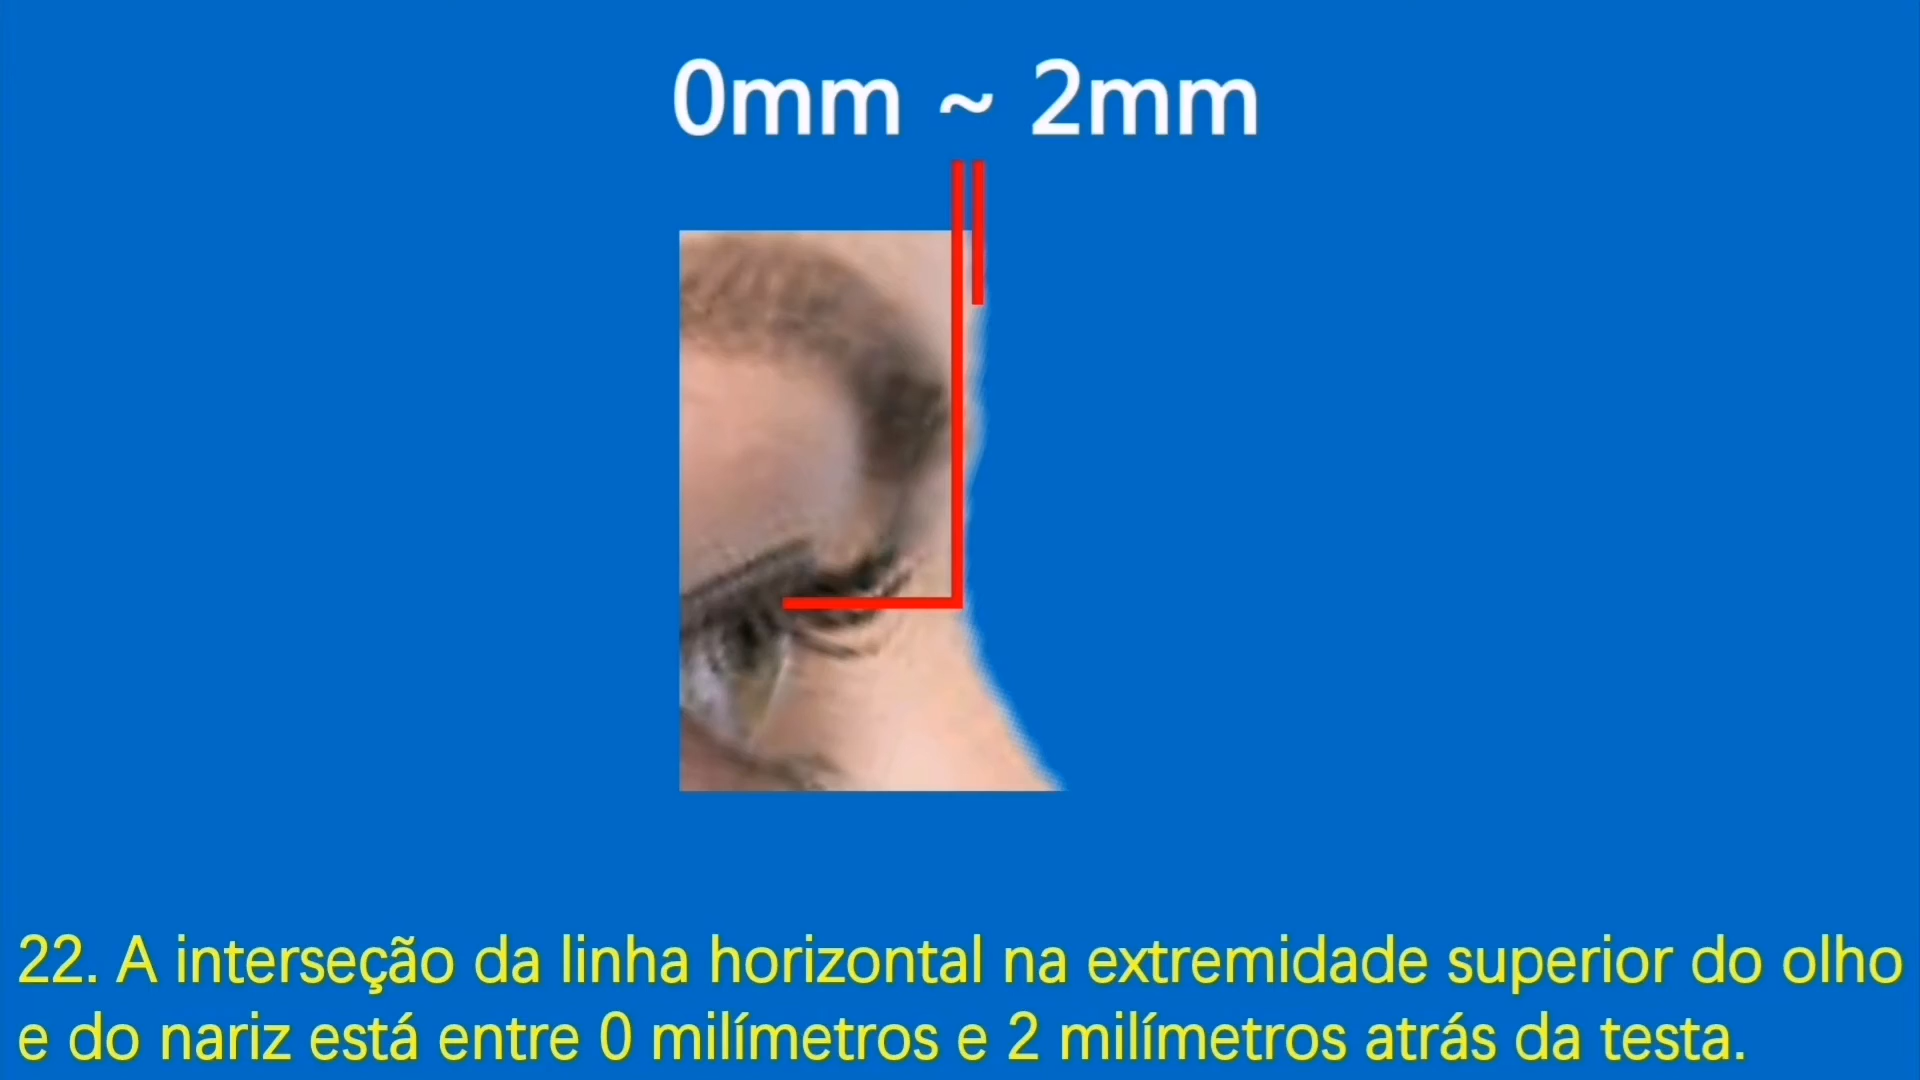 0mm ~ 2mm
22. A interseção da linha horizontal na extremidade superior do olho
e do nariz está entre 0 milímetros e 2 milímetros atrás da testa.